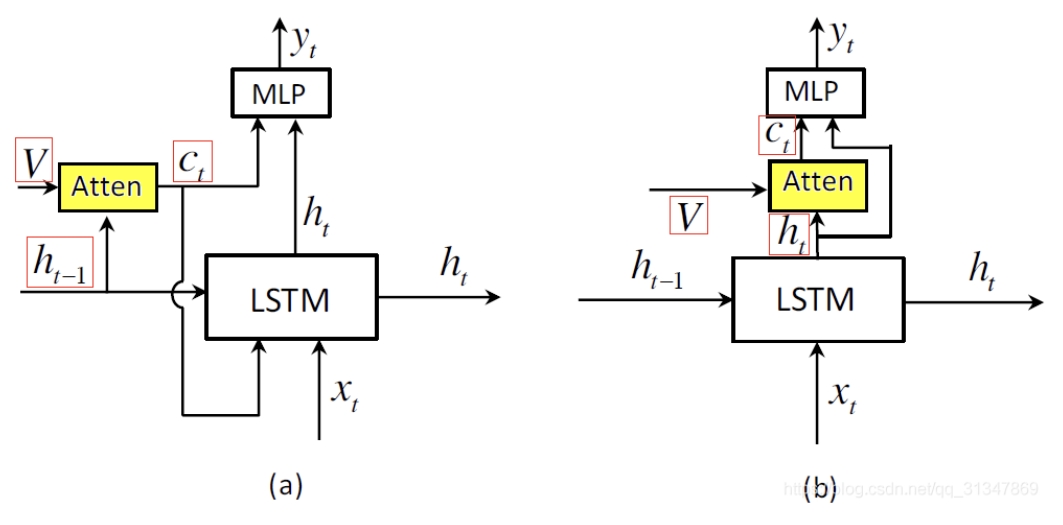 y_t
MLP
V
c_t
Atten
h_t
h_{t-1}
LSTM
h_t
x_t
(a)
y_t
MLP
c_t
Atten
V
h_t
h_{t-1}
LSTM
h_t
x_t
(b)
https://blog.csdn.net/qq_31347869